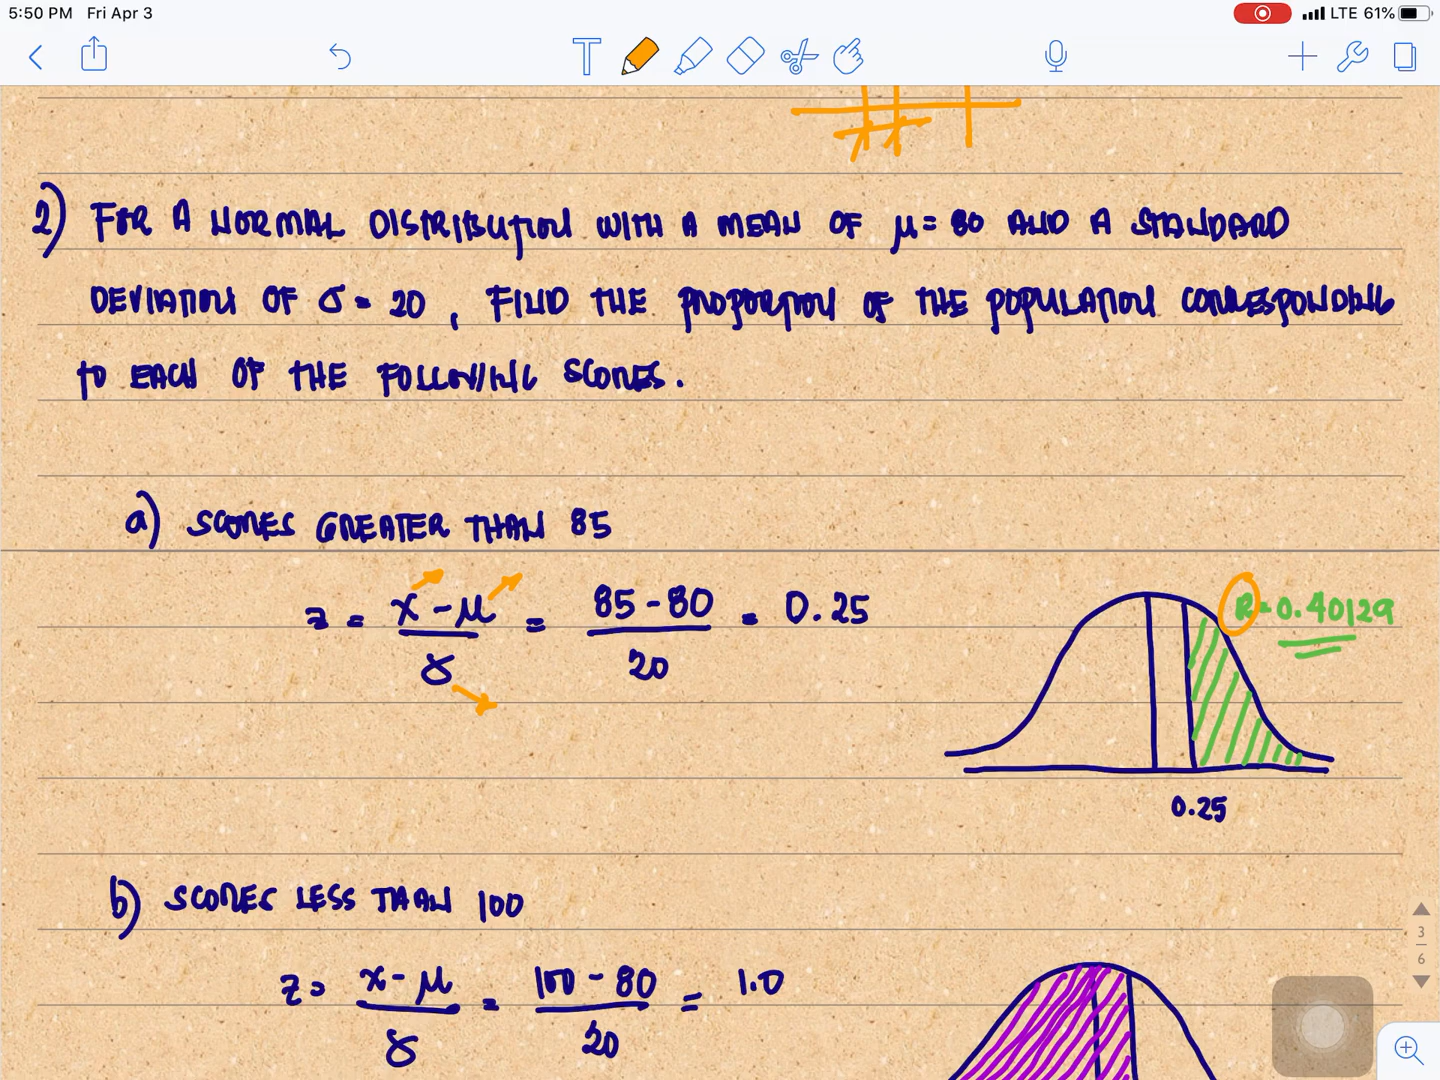 5:50 PM Fri Apr 3
LTE 61%
2) FOR A NORMAL DISTRIBUTION WITH A MEAN OF μ = 80 AND A STANDARD
DEVIATION OF σ = 20, FIND THE PROPORTION OF THE POPULATION CORRESPONDING
TO EACH OF THE FOLLOWING SCORES.
a) SCORES GREATER THAN 85
z = x - μ / σ = 85 - 80 / 20 = 0.25
R = 0.40129
0.25
b) SCORES LESS THAN 100
z = x - μ / σ = 100 - 80 / 20 = 1.0
3
6